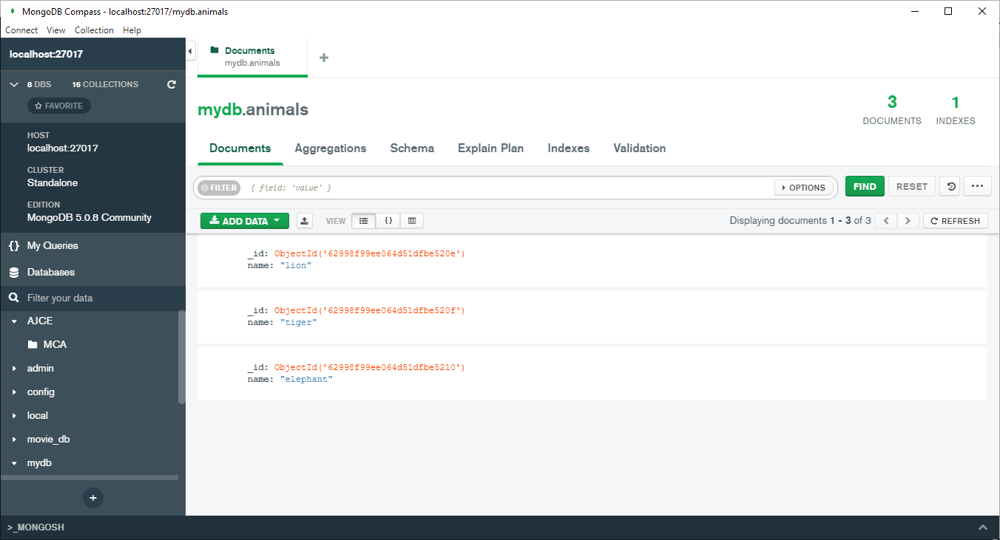 MongoDB Compass - localhost:27017/mydb.animals
Connect View Collection Help
localhost:27017
8 DBS 16 COLLECTIONS
FAVORITE
HOST
localhost:27017
CLUSTER
Standalone
EDITION
MongoDB 5.0.8 Community
{} My Queries
Databases
Filter your data
AJCE
MCA
admin
config
local
movie_db
mydb
+
Documents
mydb.animals
+
mydb.animals
3
DOCUMENTS
1
INDEXES
Documents Aggregations Schema Explain Plan Indexes Validation
FILTER { field: 'value' } OPTIONS FIND RESET ...
ADD DATA VIEW {} Displaying documents 1 - 3 of 3 < > REFRESH
_id: ObjectId('62998f99ee064d51dfbe520e')
name: "lion"
_id: ObjectId('62998f99ee064d51dfbe520f')
name: "tiger"
_id: ObjectId('62998f99ee064d51dfbe5210')
name: "elephant"
>_MONGOSH